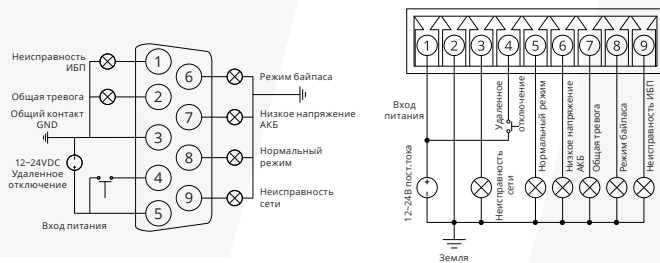 Неисправность
ИБП
1
6
Режим байпаса
Общая тревога
2
Общий контакт
GND
7
Низкое напряжение
АКБ
3
12~24VDC
Удаленное
отключение
8
Нормальный
режим
4
9
Неисправность
сети
5
Вход питания
1
2
3
4
5
6
7
8
9
Вход
питания
Удаленное
отключение
12~24В пост.тока
+
-
Неисправность
сети
Нормальный режим
Низкое напряжение
АКБ
Общая тревога
Режим байпаса
Неисправность ИБП
Земля